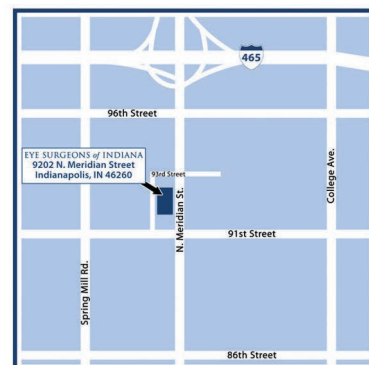 465
96th Street
EYE SURGEONS of INDIANA
9202 N. Meridian Street
Indianapolis, IN 46260
93rd Street
College Ave.
N. Meridian St.
91st Street
Spring Mill Rd.
86th Street